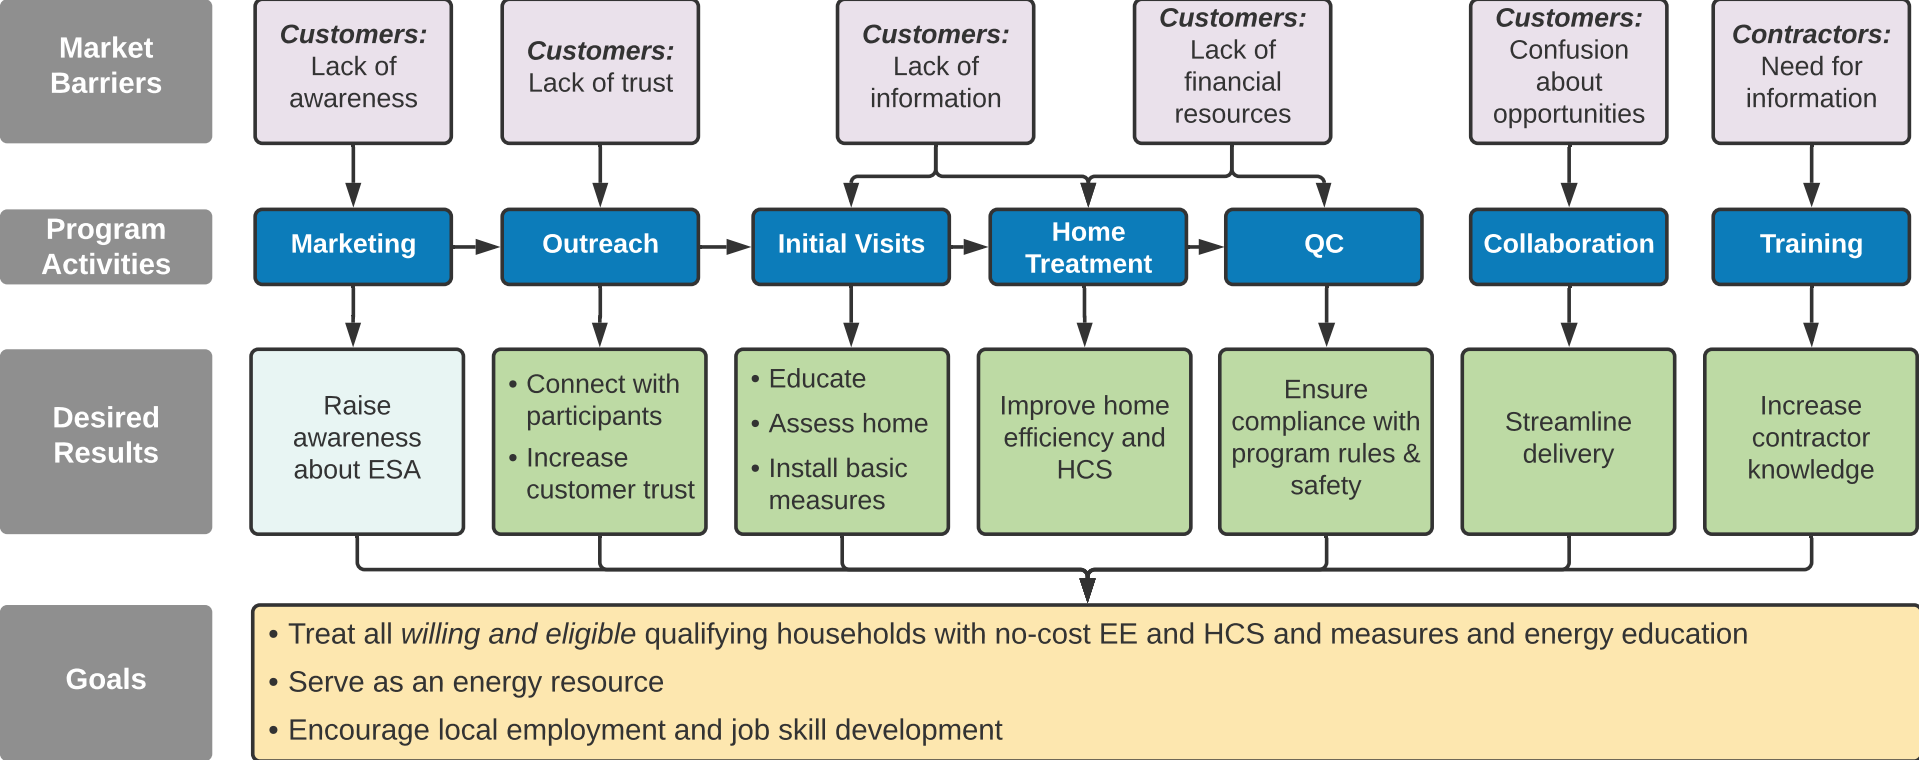 Market
Barriers
Customers:
Lack of
awareness
Customers:
Lack of trust
Customers:
Lack of
information
Customers:
Lack of
financial
resources
Customers:
Confusion
about
opportunities
Contractors:
Need for
information
Program
Activities
Marketing
Outreach
Initial Visits
Home
Treatment
QC
Collaboration
Training
Desired
Results
Raise
awareness
about ESA
• Connect with
participants
• Increase
customer trust
• Educate
• Assess home
• Install basic
measures
Improve home
efficiency and
HCS
Ensure
compliance with
program rules &
safety
Streamline
delivery
Increase
contractor
knowledge
Goals
• Treat all willing and eligible qualifying households with no-cost EE and HCS and measures and energy education
• Serve as an energy resource
• Encourage local employment and job skill development